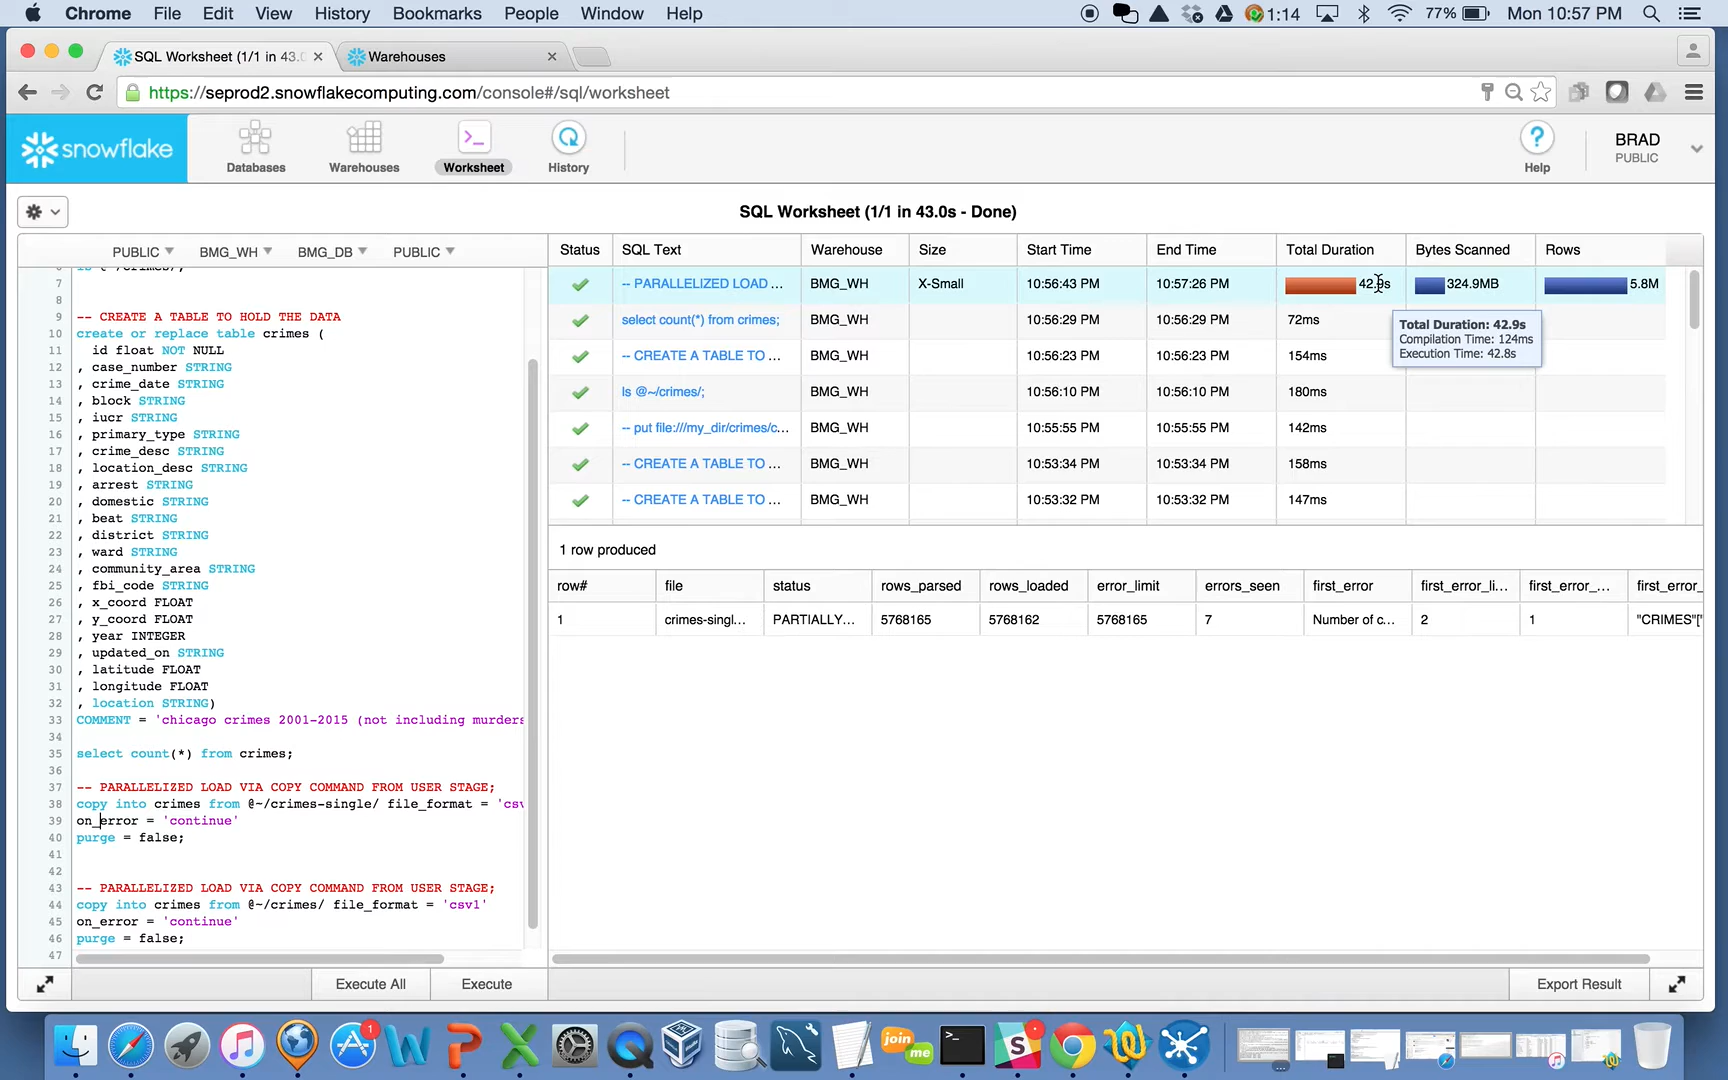 Chrome File Edit View History Bookmarks People Window Help 1:14 77% Mon 10:57 PM
SQL Worksheet (1/1 in 43.0
Warehouses
https://seprod2.snowflakecomputing.com/console#/sql/worksheet
snowflake
Databases
Warehouses
Worksheet
History
Help
BRAD
PUBLIC
SQL Worksheet (1/1 in 43.0s - Done)
PUBLIC BMG_WH BMG_DB PUBLIC
7
8
9 -- CREATE A TABLE TO HOLD THE DATA
10 create or replace table crimes (
11 id float NOT NULL
12 , case_number STRING
13 , crime_date STRING
14 , block STRING
15 , iucr STRING
16 , primary_type STRING
17 , crime_desc STRING
18 , location_desc STRING
19 , arrest STRING
20 , domestic STRING
21 , beat STRING
22 , district STRING
23 , ward STRING
24 , community_area STRING
25 , fbi_code STRING
26 , x_coord FLOAT
27 , y_coord FLOAT
28 , year INTEGER
29 , updated_on STRING
30 , latitude FLOAT
31 , longitude FLOAT
32 , location STRING)
33 COMMENT = 'chicago crimes 2001-2015 (not including murders
34
35 select count(*) from crimes;
36
37 -- PARALLELIZED LOAD VIA COPY COMMAND FROM USER STAGE;
38 copy into crimes from @~/crimes-single/ file_format = 'csv
39 on_error = 'continue'
40 purge = false;
41
42
43 -- PARALLELIZED LOAD VIA COPY COMMAND FROM USER STAGE;
44 copy into crimes from @~/crimes/ file_format = 'csv1'
45 on_error = 'continue'
46 purge = false;
47
Execute All
Execute
Status SQL Text Warehouse Size Start Time End Time Total Duration Bytes Scanned Rows
-- PARALLELIZED LOAD ... BMG_WH X-Small 10:56:43 PM 10:57:26 PM 42.9s 324.9MB 5.8M
select count(*) from crimes; BMG_WH 10:56:29 PM 10:56:29 PM 72ms
-- CREATE A TABLE TO ... BMG_WH 10:56:23 PM 10:56:23 PM 154ms
ls @~/crimes/; BMG_WH 10:56:10 PM 10:56:10 PM 180ms
-- put file:///my_dir/crimes/c... BMG_WH 10:55:55 PM 10:55:55 PM 142ms
-- CREATE A TABLE TO ... BMG_WH 10:53:34 PM 10:53:34 PM 158ms
-- CREATE A TABLE TO ... BMG_WH 10:53:32 PM 10:53:32 PM 147ms
Total Duration: 42.9s
Compilation Time: 124ms
Execution Time: 42.8s
1 row produced
row# file status rows_parsed rows_loaded error_limit errors_seen first_error first_error_li... first_error_... first_error_
1 crimes-singl... PARTIALLY... 5768165 5768162 5768165 7 Number of c... 2 1 "CRIMES"["
Export Result
1
join
me